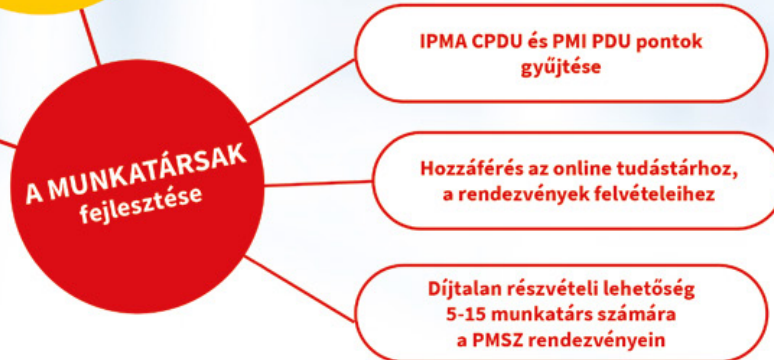 A MUNKATÁRSAK
fejlesztése
IPMA CPDU és PMI PDU pontok
gyűjtése
Hozzáférés az online tudástárhoz,
a rendezvények felvételeihez
Díjtalan részvételi lehetőség
5-15 munkatárs számára
a PMSZ rendezvényein